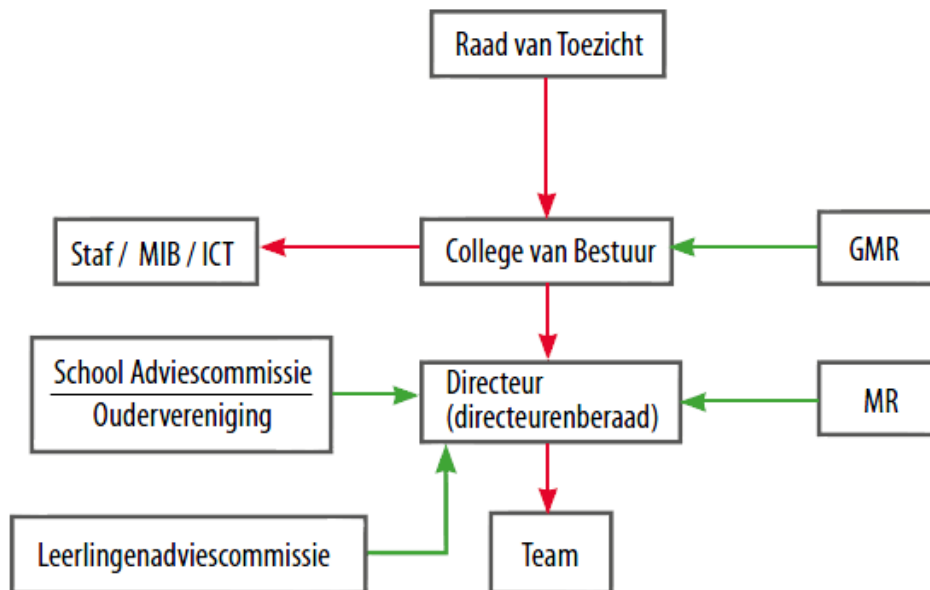 Raad van Toezicht
Staf / MIB / ICT
College van Bestuur
GMR
School Adviescommissie
Oudervereniging
Directeur
(directeurenberaad)
MR
Leerlingenadviescommissie
Team